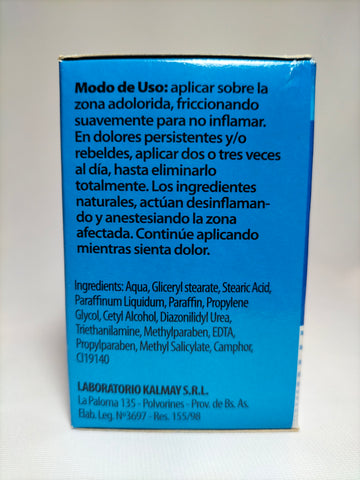 Modo de Uso: aplicar sobre la
zona adolorida, friccionando
suavemente para no inflamar.
En dolores persistentes y/o
rebeldes, aplicar dos o tres veces
al día, hasta eliminarlo
totalmente. Los ingredientes
naturales, actúan desinflaman-
do y anestesiando la zona
afectada. Continúe aplicando
mientras sienta dolor.
Ingredients: Aqua, Gliceryl stearate, Stearic Acid,
Paraffinum Liquidum, Paraffin, Propylene
Glycol, Cetyl Alcohol, Diazonilidyl Urea,
Triethanilamine, Methylparaben, EDTA,
Propylparaben, Methyl Salicylate, Camphor,
CI19140
LABORATORIO KALMAY S.R.L.
La Paloma 135 - Polvorines - Prov. de Bs. As.
Elab. Leg. Nº3697 - Res. 155/98